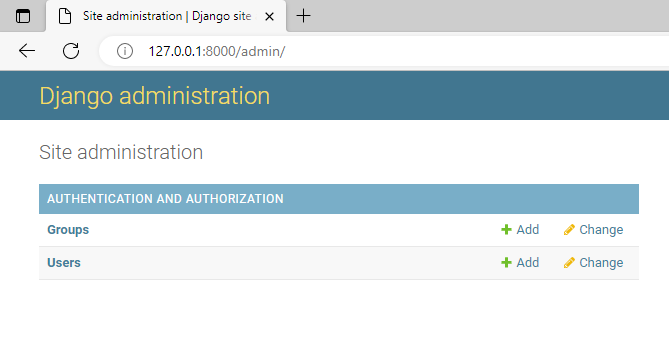 Site administration | Django site
127.0.0.1:8000/admin/
Django administration
Site administration
AUTHENTICATION AND AUTHORIZATION
Groups Add Change
Users Add Change